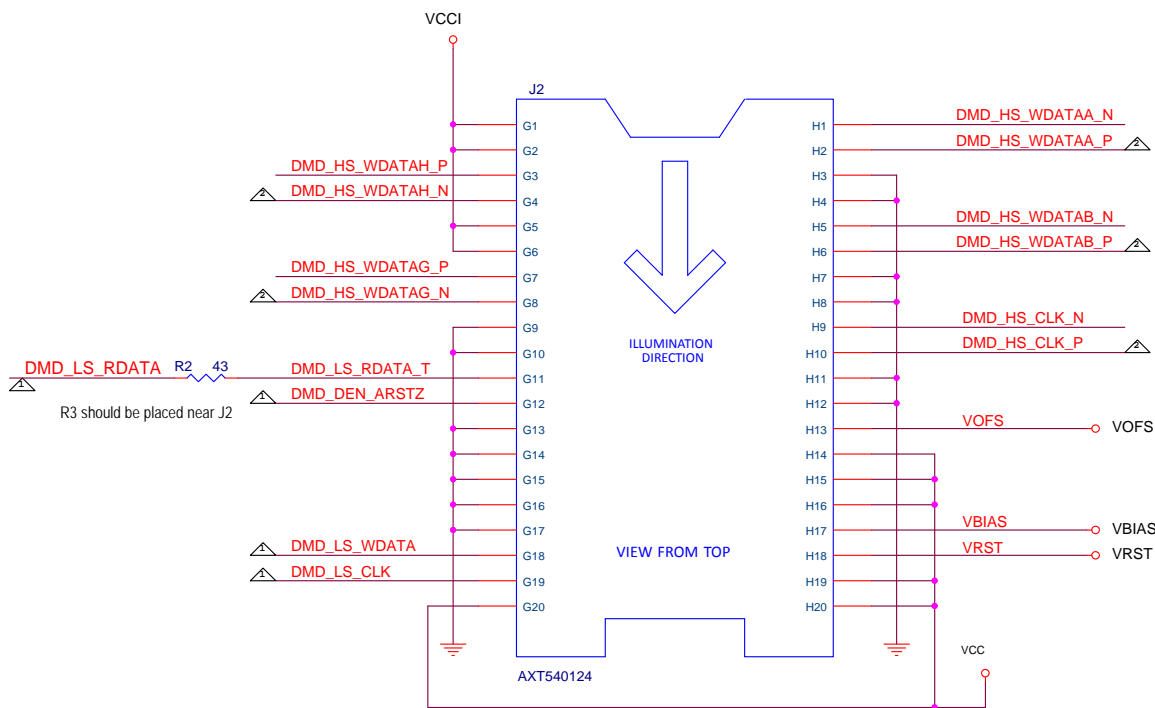 VCCI
J2
G1
G2
DMD_HS_WDATAH_P
G3
DMD_HS_WDATAH_N
2
G4
G5
G6
DMD_HS_WDATAG_P
G7
DMD_HS_WDATAG_N
2
G8
G9
G10
DMD_LS_RDATA
1
R2 43
DMD_LS_RDATA_T
G11
R3 should be placed near J2
DMD_DEN_ARSTZ
1
G12
G13
G14
G15
G16
G17
DMD_LS_WDATA
1
G18
DMD_LS_CLK
1
G19
G20
ILLUMINATION
DIRECTION
VIEW FROM TOP
AXT540124
H1
DMD_HS_WDATAA_N
H2
DMD_HS_WDATAA_P
2
H3
H4
H5
DMD_HS_WDATAB_N
H6
DMD_HS_WDATAB_P
2
H7
H8
H9
DMD_HS_CLK_N
H10
DMD_HS_CLK_P
2
H11
H12
H13
VOFS
VOFS
H14
H15
H16
H17
VBIAS
VBIAS
H18
VRST
VRST
H19
H20
VCC